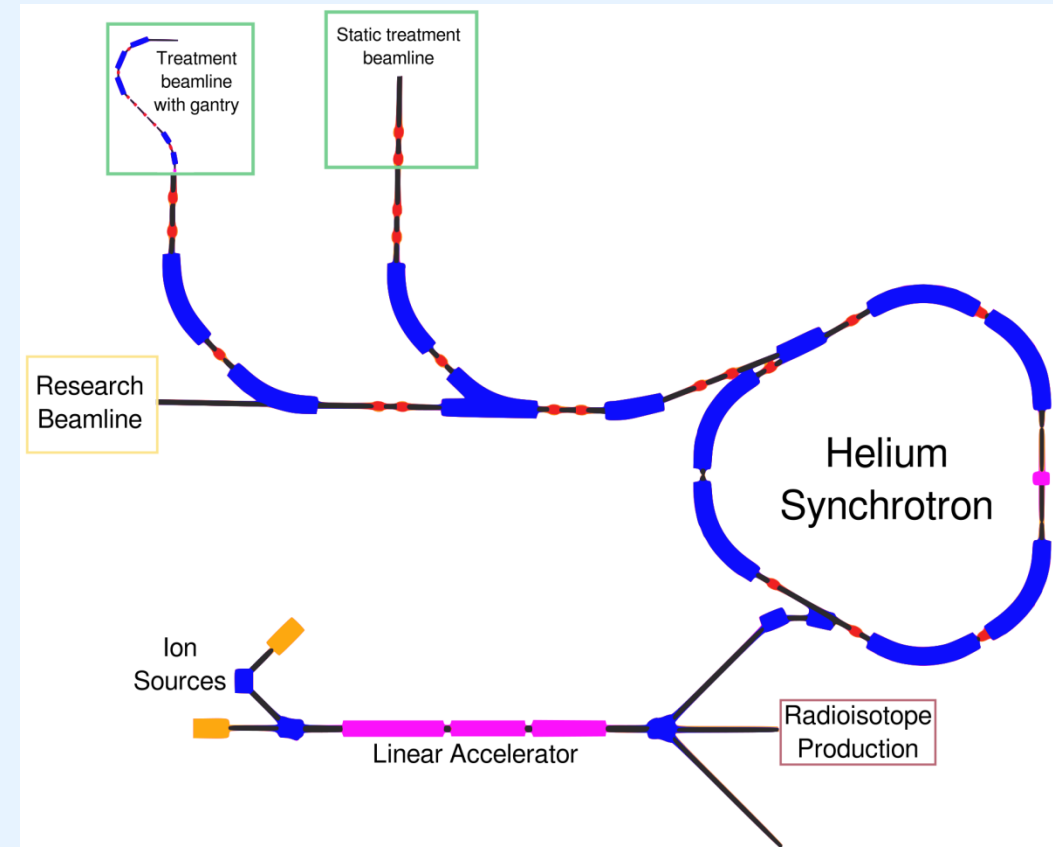 Treatment
beamline
with gantry
Static treatment
beamline
Research
Beamline
Helium
Synchrotron
Ion
Sources
Linear Accelerator
Radioisotope
Production